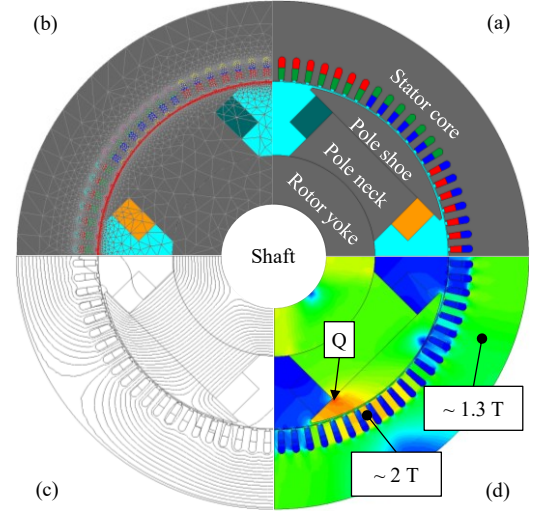 (b)
(a)
Stator core
Pole shoe
Pole neck
Rotor yoke
Shaft
Q
~ 1.3 T
~ 2 T
(c)
(d)